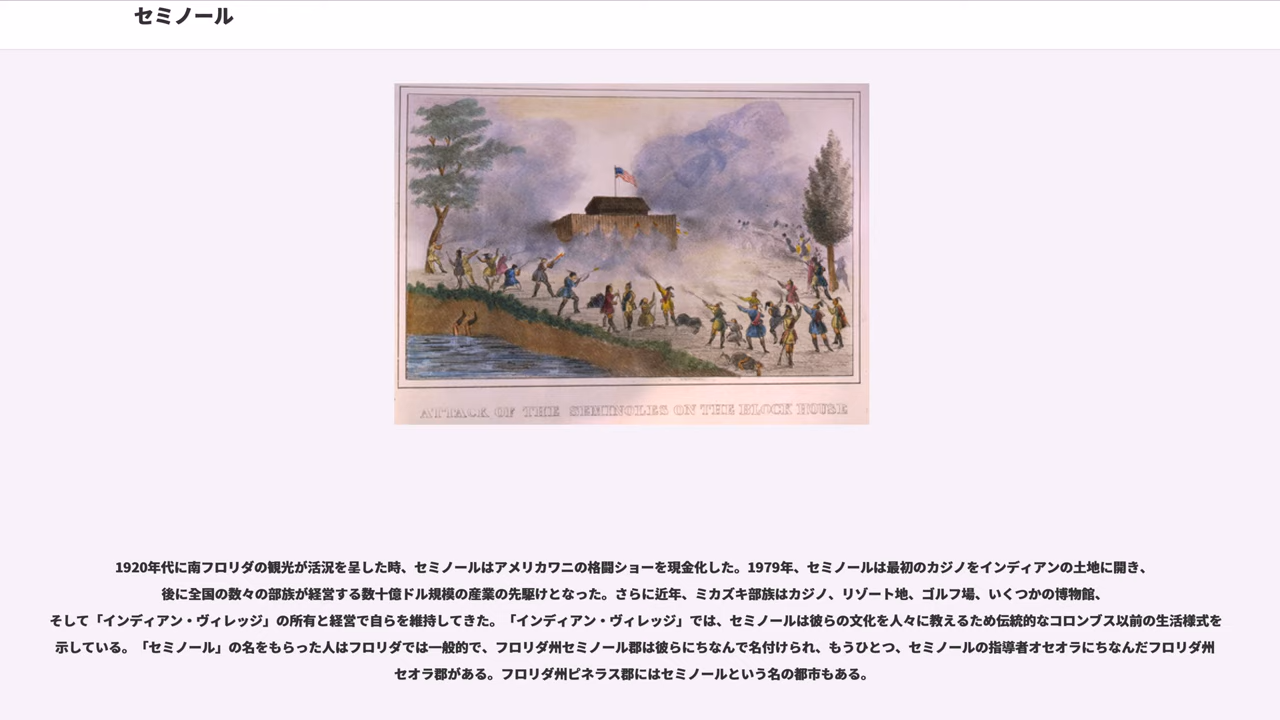 セミノール
ATTACK OF THE SEMINOLES ON THE BLOCK HOUSE
1920年代に南フロリダの観光が活況を呈した時、セミノールはアメリカワニの格闘ショーを現金化した。1979年、セミノールは最初のカジノをインディアンの土地に開き、
後に全国の数々の部族が経営する数十億ドル規模の産業の先駆けとなった。さらに近年、ミカズキ部族はカジノ、リゾート地、ゴルフ場、いくつかの博物館、
そして「インディアン・ヴィレッジ」の所有と経営で自らを維持してきた。「インディアン・ヴィレッジ」では、セミノールは彼らの文化を人々に教えるため伝統的なコロンブス以前の生活様式を
示している。「セミノール」の名をもらった人はフロリダでは一般的で、フロリダ州セミノール郡は彼らにちなんで名付けられ、もうひとつ、セミノールの指導者オセオラにちなんだフロリダ州
セオラ郡がある。フロリダ州ピネラス郡にはセミノールという名の都市もある。